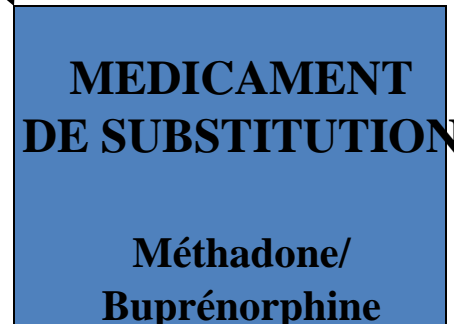 MEDICAMENT
DE SUBSTITUTION
Méthadone/
Buprénorphine